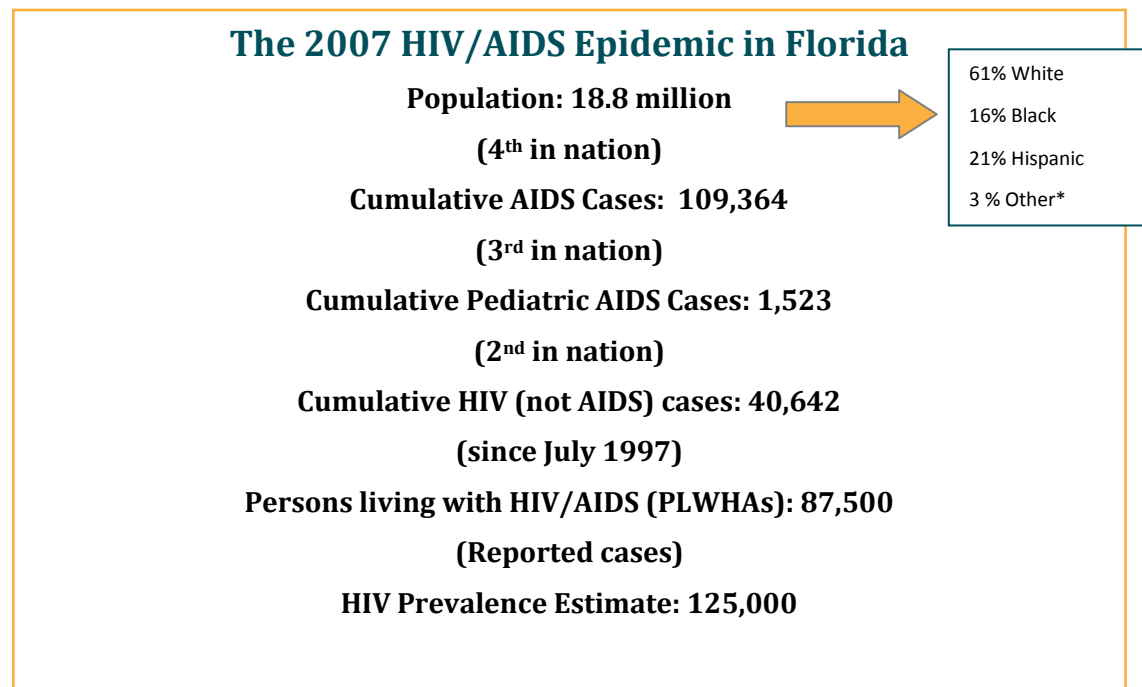 The 2007 HIV/AIDS Epidemic in Florida
Population: 18.8 million
(4th in nation)
Cumulative AIDS Cases:  109,364
(3rd in nation)
Cumulative Pediatric AIDS Cases: 1,523
(2nd in nation)
Cumulative HIV (not AIDS) cases: 40,642
(since July 1997)
Persons living with HIV/AIDS (PLWHAs): 87,500
(Reported cases)
HIV Prevalence Estimate: 125,000
61% White
16% Black
21% Hispanic
3 % Other*